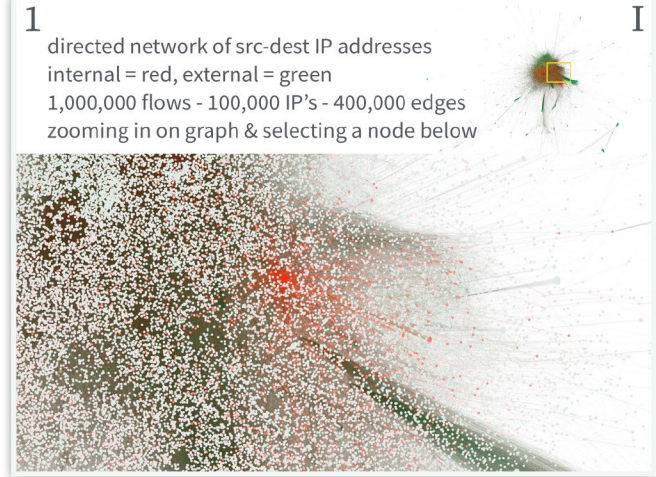 1
I
directed network of src-dest IP addresses
internal = red, external = green
1,000,000 flows - 100,000 IP's - 400,000 edges
zooming in on graph & selecting a node below